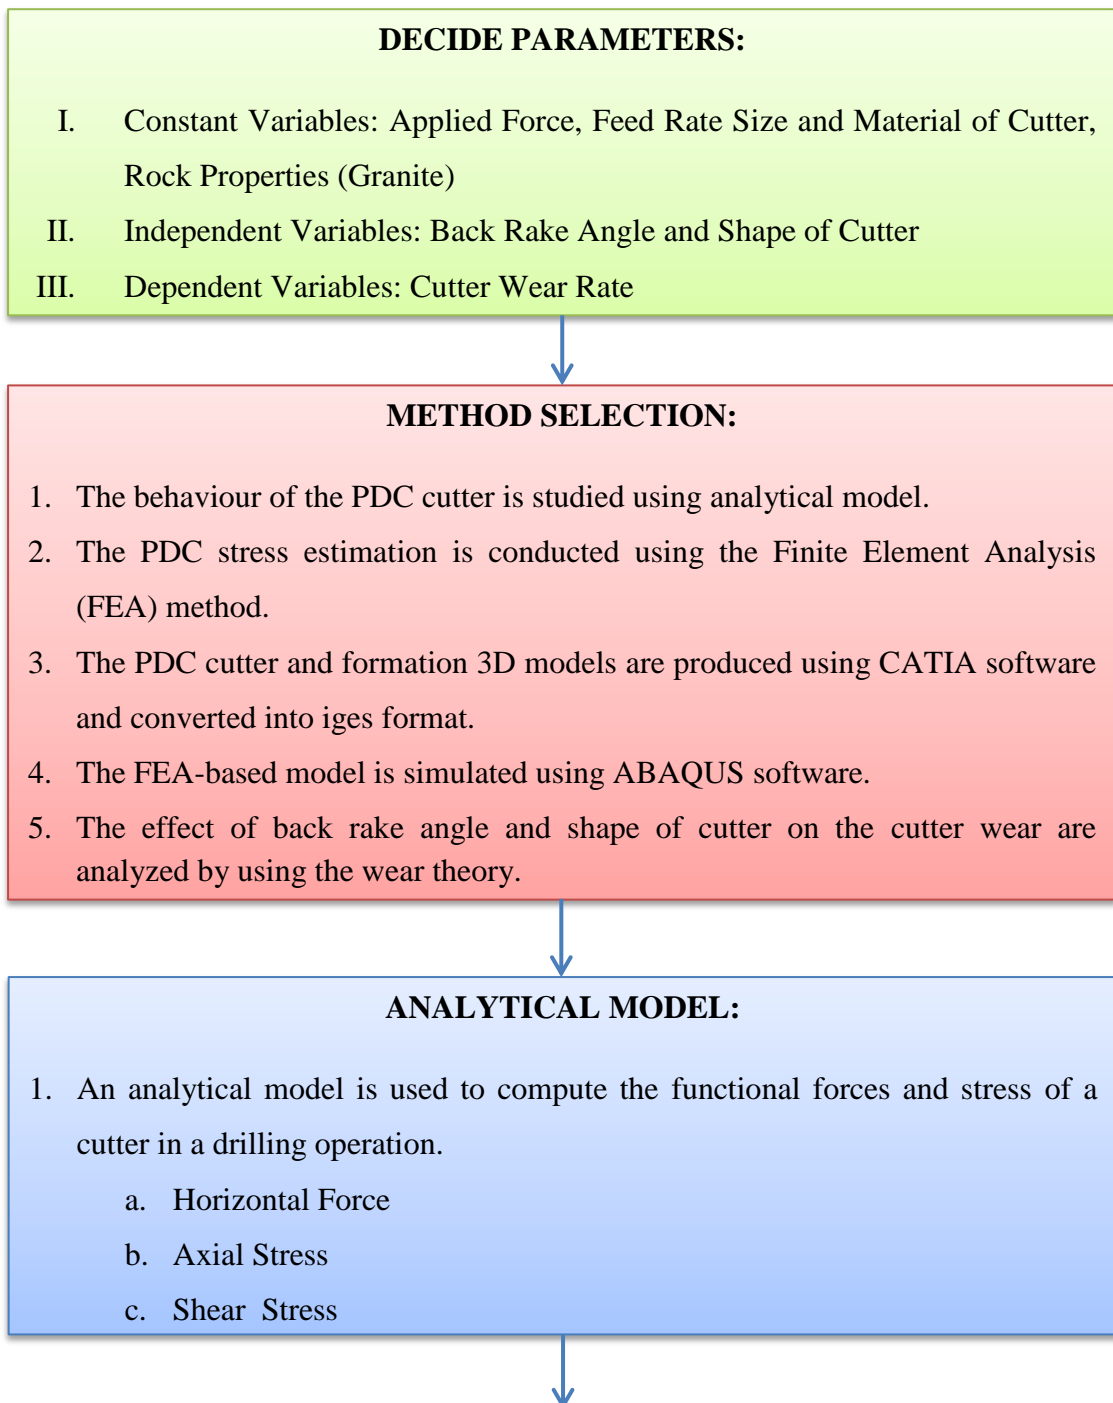 DECIDE PARAMETERS:
I. Constant Variables: Applied Force, Feed Rate Size and Material of Cutter,
Rock Properties (Granite)
II. Independent Variables: Back Rake Angle and Shape of Cutter
III. Dependent Variables: Cutter Wear Rate
METHOD SELECTION:
1. The behaviour of the PDC cutter is studied using analytical model.
2. The PDC stress estimation is conducted using the Finite Element Analysis
(FEA) method.
3. The PDC cutter and formation 3D models are produced using CATIA software
and converted into iges format.
4. The FEA-based model is simulated using ABAQUS software.
5. The effect of back rake angle and shape of cutter on the cutter wear are
analyzed by using the wear theory.
ANALYTICAL MODEL:
1. An analytical model is used to compute the functional forces and stress of a
cutter in a drilling operation.
a. Horizontal Force
b. Axial Stress
c. Shear Stress